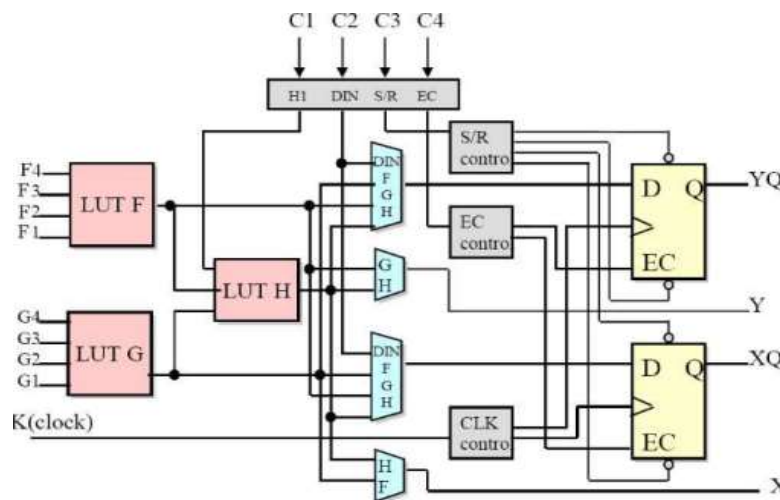 C1 C2 C3 C4
H1 DIN S/R EC
S/R
contro
F4
F3
F2
F1
LUT F
DIN
F
G
H
D Q
EC
YQ
EC
contro
LUT H
G
H
Y
G4
G3
G2
G1
LUT G
DIN
F
G
H
D Q
EC
XQ
K(clock)
CLK
contro
H
F
X